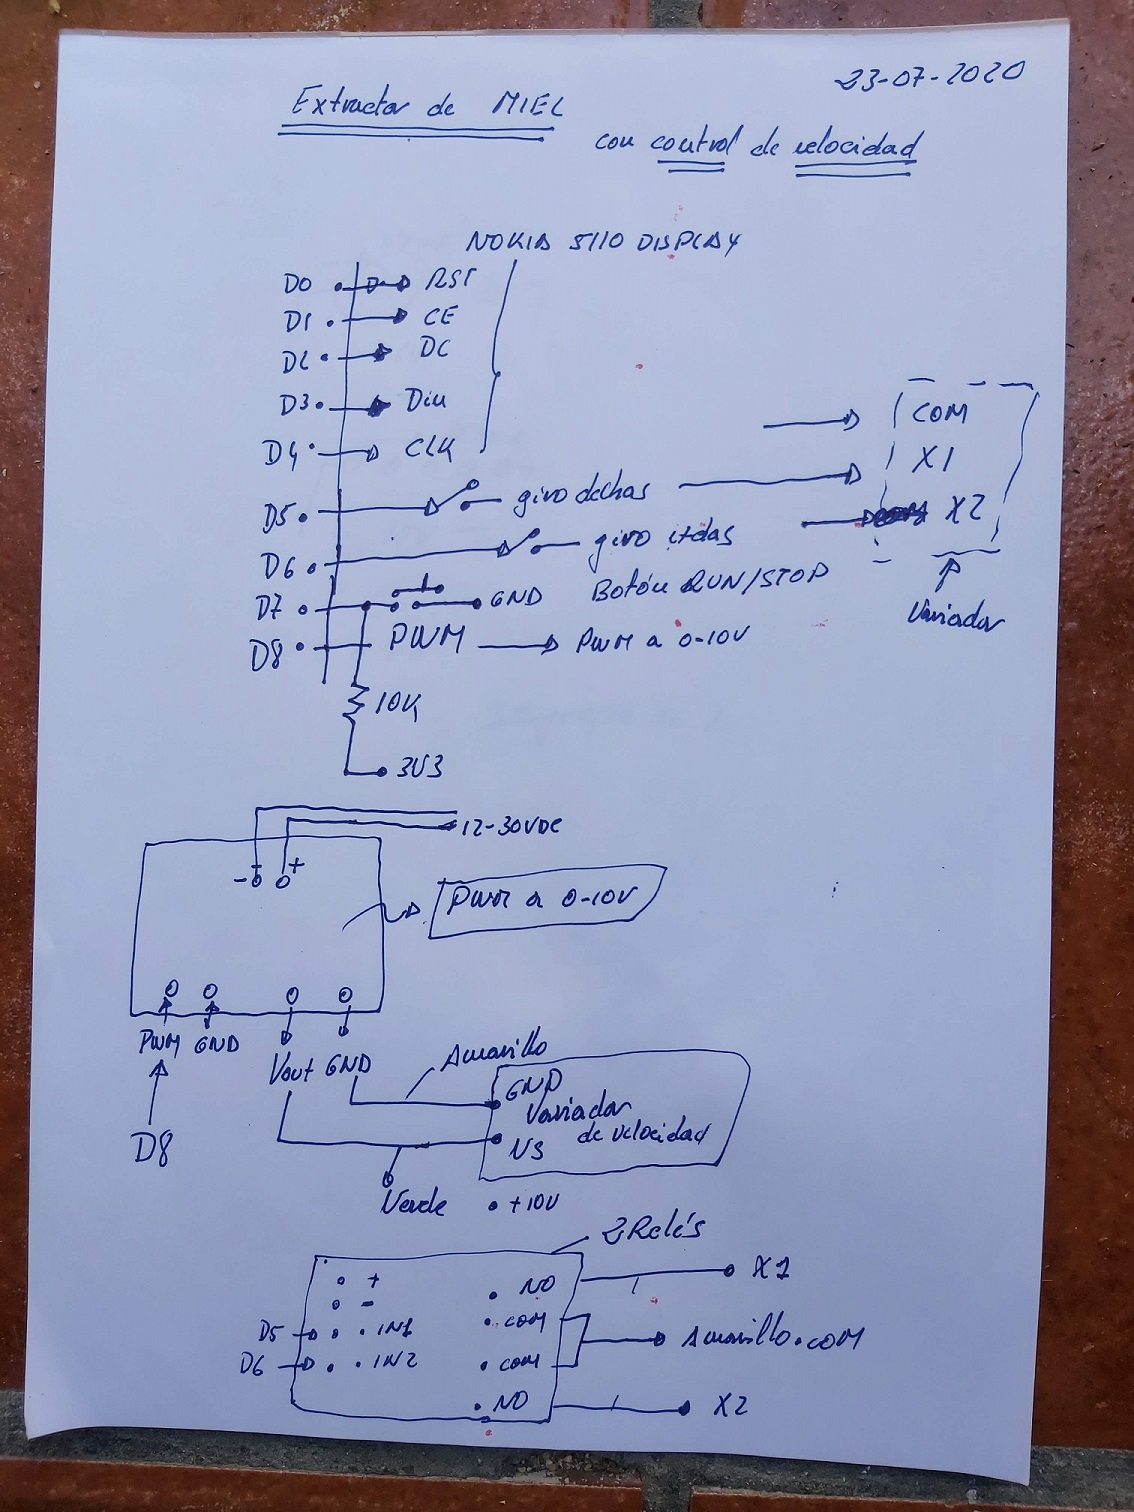 23-07-2020
Extractor de MIEL
con control de velocidad
NOKIA 5110 DISPLAY
D0 RST
D1 CE
D2 DC
D3 Din
D4 CLK
COM
X1
X2
Variador
D5 giro dchas
D6 giro izdas
D7 GND Botón RUN/STOP
D8 PWM PWM a 0-10V
10K
3V3
12-30VDC
- +
PWM a 0-10V
PWM GND
Vout GND
Amarillo
D8
GND
Variador
de velocidad
VS
Verde
+10V
2 Relés
+ NO X1
-
D5 IN1 COM
Amarillo.COM
D6 IN2 COM
NO X2